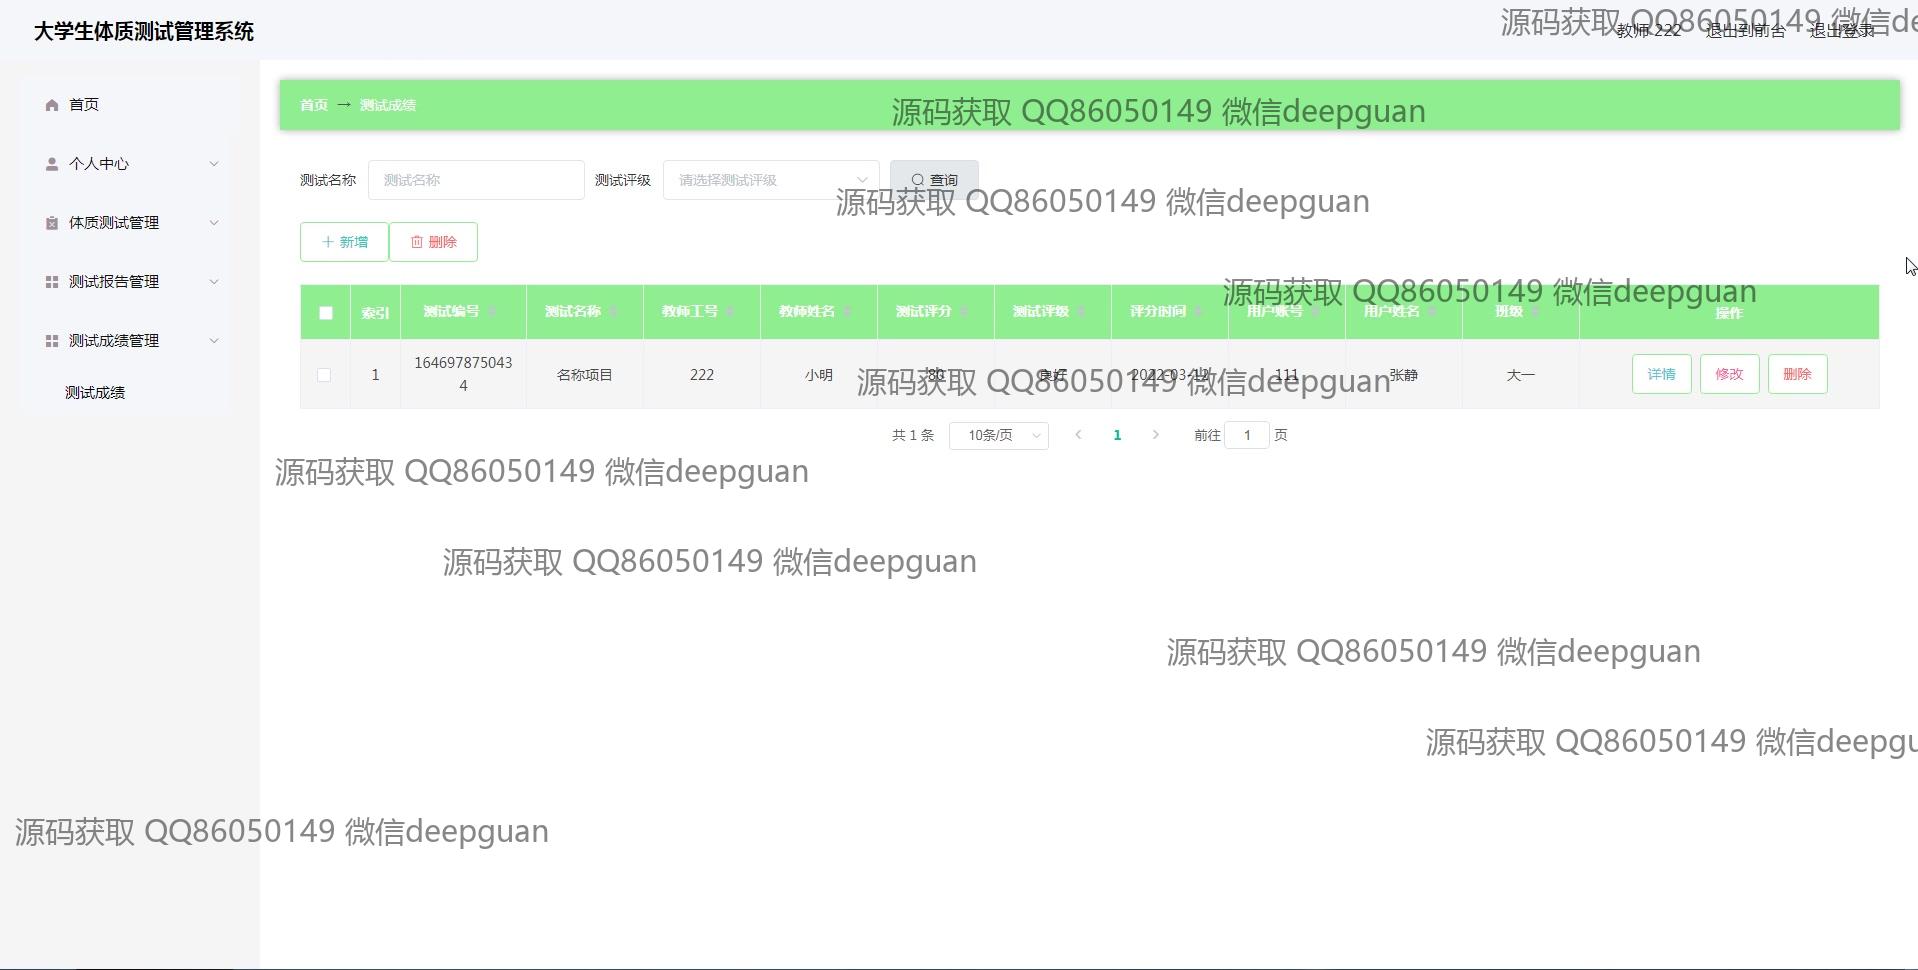 大学生体质测试管理系统
教师 222 退出到前台 退出登录
源码获取 QQ86050149 微信de
首页
个人中心
体质测试管理
测试报告管理
测试成绩管理
测试成绩
首页 → 测试成绩
源码获取 QQ86050149 微信deepguan
测试名称 测试名称 测试评级 请选择测试评级 查询
源码获取 QQ86050149 微信deepguan
新增 删除
源码获取 QQ86050149 微信deepguan
索引 测试编号 测试名称 教师工号 教师姓名 测试评分 测试评级 评分时间 用户账号 用户姓名 班级 操作
1 1646978750434 名称项目 222 小明 80 良好 2022-03-12 111 张静 大一 详情 修改 删除
源码获取 QQ86050149 微信deepguan
共 1 条 10条/页 1 前往 1 页
源码获取 QQ86050149 微信deepguan
源码获取 QQ86050149 微信deepguan
源码获取 QQ86050149 微信deepguan
源码获取 QQ86050149 微信deepgu
源码获取 QQ86050149 微信deepguan